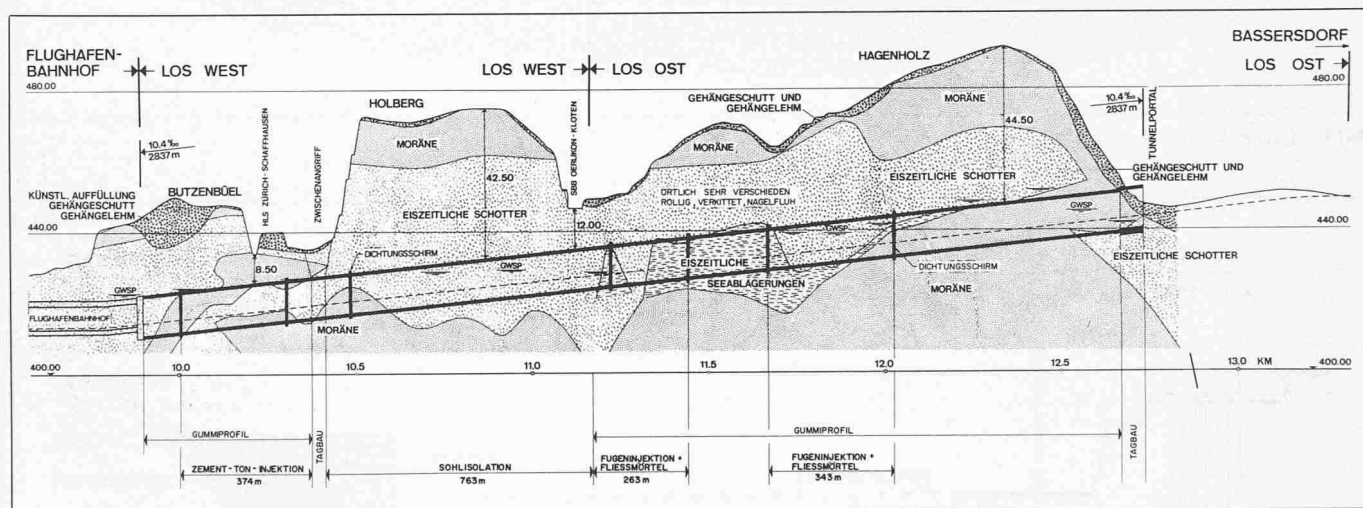 FLUGHAFEN-
BAHNHOF
LOS WEST
LOS WEST
LOS OST
BASSERSDORF
LOS OST
480.00
480.00
HOLBERG
HAGENHOLZ
GEHÄNGESCHUTT UND
GEHÄNGELEHM
MORÄNE
MORÄNE
MORÄNE
10.4 ‰
2837 m
10.4 ‰
2837 m
TUNNELPORTAL
HLS ZÜRICH-SCHAFFHAUSEN
ZWISCHENANGRIFF
SBB OERLIKON-KLOTEN
44.50
42.50
GEHÄNGESCHUTT UND
GEHÄNGELEHM
KÜNSTL. AUFFÜLLUNG
GEHÄNGESCHUTT
GEHÄNGELEHM
BUTZENBÜEL
EISZEITLICHE SCHOTTER
ÖRTLICH SEHR VERSCHIEDEN
ROLLIG, VERKITTET, NAGELFLUH
EISZEITLICHE SCHOTTER
440.00
440.00
12.00
8.50
DICHTUNGSSCHIRM
GWSP
GWSP
GWSP
GWSP
EISZEITLICHE
SEEABLAGERUNGEN
DICHTUNGSSCHIRM
EISZEITLICHE SCHOTTER
MORÄNE
FLUGHAFENBAHNHOF
MORÄNE
400.00
10.0
10.5
11.0
11.5
12.0
12.5
13.0
KM
400.00
GUMMIPROFIL
TAGBAU
GUMMIPROFIL
TAGBAU
ZEMENT-TON-INJEKTION
374 m
SOHLISOLATION
763 m
FUGENINJEKTION +
FLIESSMÖRTEL
263 m
FUGENINJEKTION +
FLIESSMÖRTEL
343 m